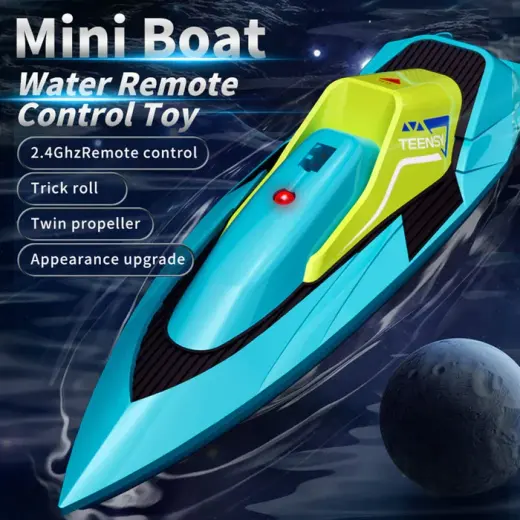 Mini Boat
Water Remote
Control Toy
2.4GhzRemote control
Trick roll
Twin propeller
Appearance upgrade
TEENSY